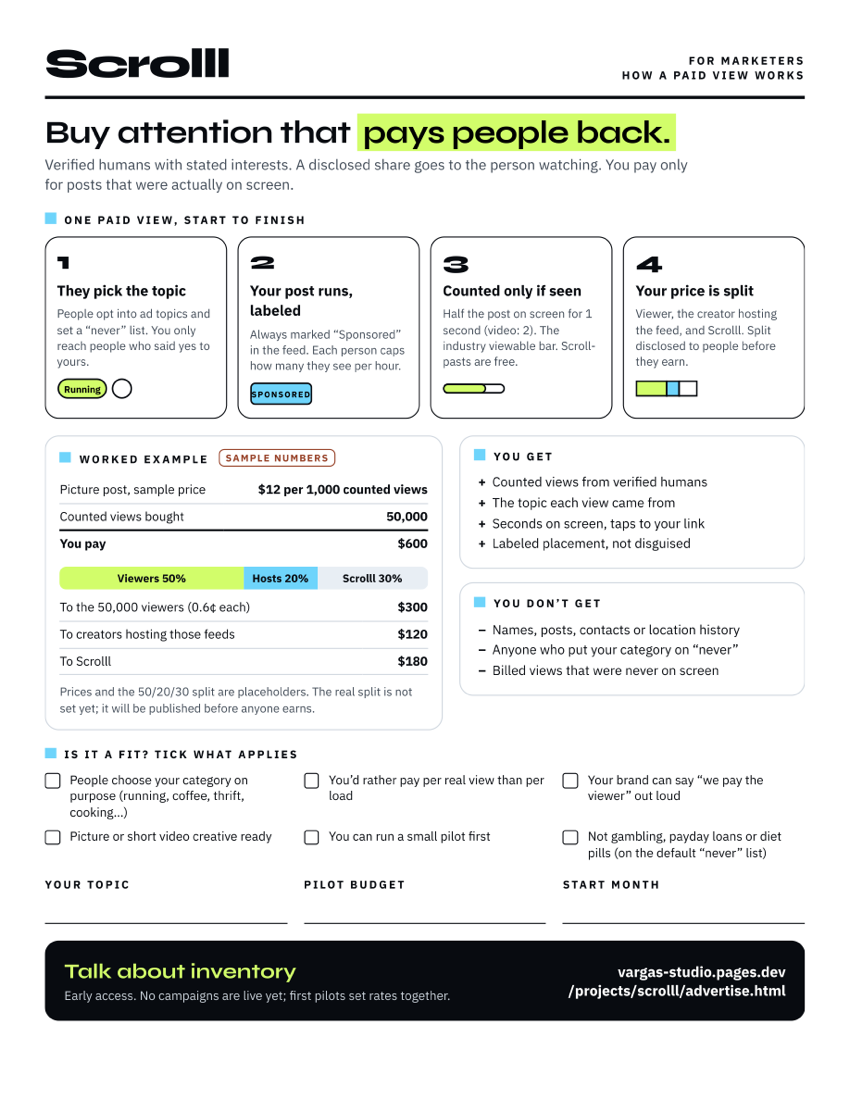 Scrolll
FOR MARKETERS
HOW A PAID VIEW WORKS
Buy attention that pays people back.
Verified humans with stated interests. A disclosed share goes to the person watching. You pay only
for posts that were actually on screen.
ONE PAID VIEW, START TO FINISH
1
They pick the topic
People opt into ad topics and
set a “never” list. You only
reach people who said yes to
yours.
Running
2
Your post runs,
labeled
Always marked “Sponsored”
in the feed. Each person caps
how many they see per hour.
SPONSORED
3
Counted only if seen
Half the post on screen for 1
second (video: 2). The
industry viewable bar. Scroll-
pasts are free.
4
Your price is split
Viewer, the creator hosting
the feed, and Scrolll. Split
disclosed to people before
they earn.
WORKED EXAMPLE SAMPLE NUMBERS
Picture post, sample price $12 per 1,000 counted views
Counted views bought 50,000
You pay $600
Viewers 50% Hosts 20% Scrolll 30%
To the 50,000 viewers (0.6¢ each) $300
To creators hosting those feeds $120
To Scrolll $180
Prices and the 50/20/30 split are placeholders. The real split is not
set yet; it will be published before anyone earns.
YOU GET
+ Counted views from verified humans
+ The topic each view came from
+ Seconds on screen, taps to your link
+ Labeled placement, not disguised
YOU DON’T GET
– Names, posts, contacts or location history
– Anyone who put your category on “never”
– Billed views that were never on screen
IS IT A FIT? TICK WHAT APPLIES
People choose your category on
purpose (running, coffee, thrift,
cooking…)
You’d rather pay per real view than per
load
Your brand can say “we pay the
viewer” out loud
Picture or short video creative ready
You can run a small pilot first
Not gambling, payday loans or diet
pills (on the default “never” list)
YOUR TOPIC
PILOT BUDGET
START MONTH
Talk about inventory
Early access. No campaigns are live yet; first pilots set rates together.
vargas-studio.pages.dev
/projects/scrolll/advertise.html